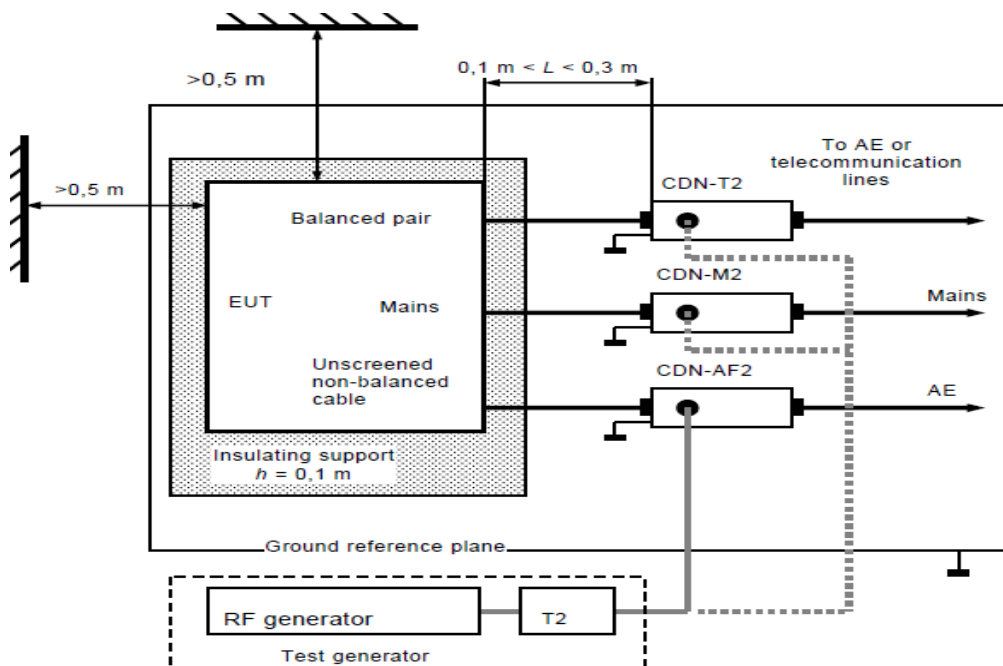 >0,5 m
0,1 m < L < 0,3 m
>0,5 m
To AE or
telecommunication
lines
CDN-T2
Balanced pair
CDN-M2
EUT
Mains
Mains
Unscreened
non-balanced
cable
CDN-AF2
AE
Insulating support
h = 0,1 m
Ground reference plane
RF generator
T2
Test generator